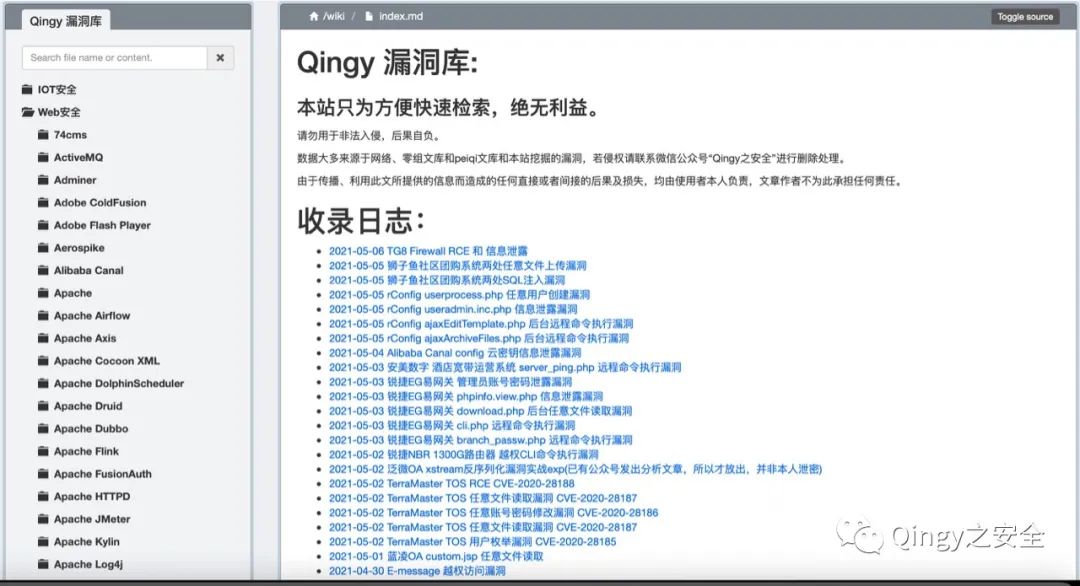 Qingy 漏洞库
Search file name or content.
IOT安全
Web安全
74cms
ActiveMQ
Adminer
Adobe ColdFusion
Adobe Flash Player
Aerospike
Alibaba Canal
Apache
Apache Airflow
Apache Axis
Apache Cocoon XML
Apache DolphinScheduler
Apache Druid
Apache Dubbo
Apache Flink
Apache FusionAuth
Apache HTTPD
Apache JMeter
Apache Kylin
Apache Log4j
/wiki / index.md
Toggle source
Qingy 漏洞库:
本站只为方便快速检索，绝无利益。
请勿用于非法入侵，后果自负。
数据大多来源于网络、零组文库和peiqi文库和本站挖掘的漏洞，若侵权请联系微信公众号“Qingy之安全”进行删除处理。
由于传播、利用此文所提供的信息而造成的任何直接或者间接的后果及损失，均由使用者本人负责，文章作者不为此承担任何责任。
收录日志：
2021-05-06 TG8 Firewall RCE 和 信息泄露
2021-05-05 狮子鱼社区团购系统两处任意文件上传漏洞
2021-05-05 狮子鱼社区团购系统两处SQL注入漏洞
2021-05-05 rConfig userprocess.php 任意用户创建漏洞
2021-05-05 rConfig useradmin.inc.php 信息泄露漏洞
2021-05-05 rConfig ajaxEditTemplate.php 后台远程命令执行漏洞
2021-05-05 rConfig ajaxArchiveFiles.php 后台远程命令执行漏洞
2021-05-04 Alibaba Canal config 云密钥信息泄露漏洞
2021-05-03 安美数字 酒店宽带运营系统 server_ping.php 远程命令执行漏洞
2021-05-03 锐捷EG易网关 管理员账号密码泄露漏洞
2021-05-03 锐捷EG易网关 phpinfo.view.php 信息泄露漏洞
2021-05-03 锐捷EG易网关 download.php 后台任意文件读取漏洞
2021-05-03 锐捷EG易网关 cli.php 远程命令执行漏洞
2021-05-03 锐捷EG易网关 branch_passw.php 远程命令执行漏洞
2021-05-02 锐捷NBR 1300G路由器 越权CLI命令执行漏洞
2021-05-02 泛微OA xstream反序列化漏洞实战exp(已有公众号发出分析文章，所以才放出，并非本人泄密)
2021-05-02 TerraMaster TOS RCE CVE-2020-28188
2021-05-02 TerraMaster TOS 任意文件读取漏洞 CVE-2020-28187
2021-05-02 TerraMaster TOS 任意账号密码修改漏洞 CVE-2020-28186
2021-05-02 TerraMaster TOS 任意文件读取漏洞 CVE-2020-28187
2021-05-02 TerraMaster TOS 用户枚举漏洞 CVE-2020-28185
2021-05-01 蓝凌OA custom.jsp 任意文件读取
2021-04-30 E-message 越权访问漏洞
Qingy之安全